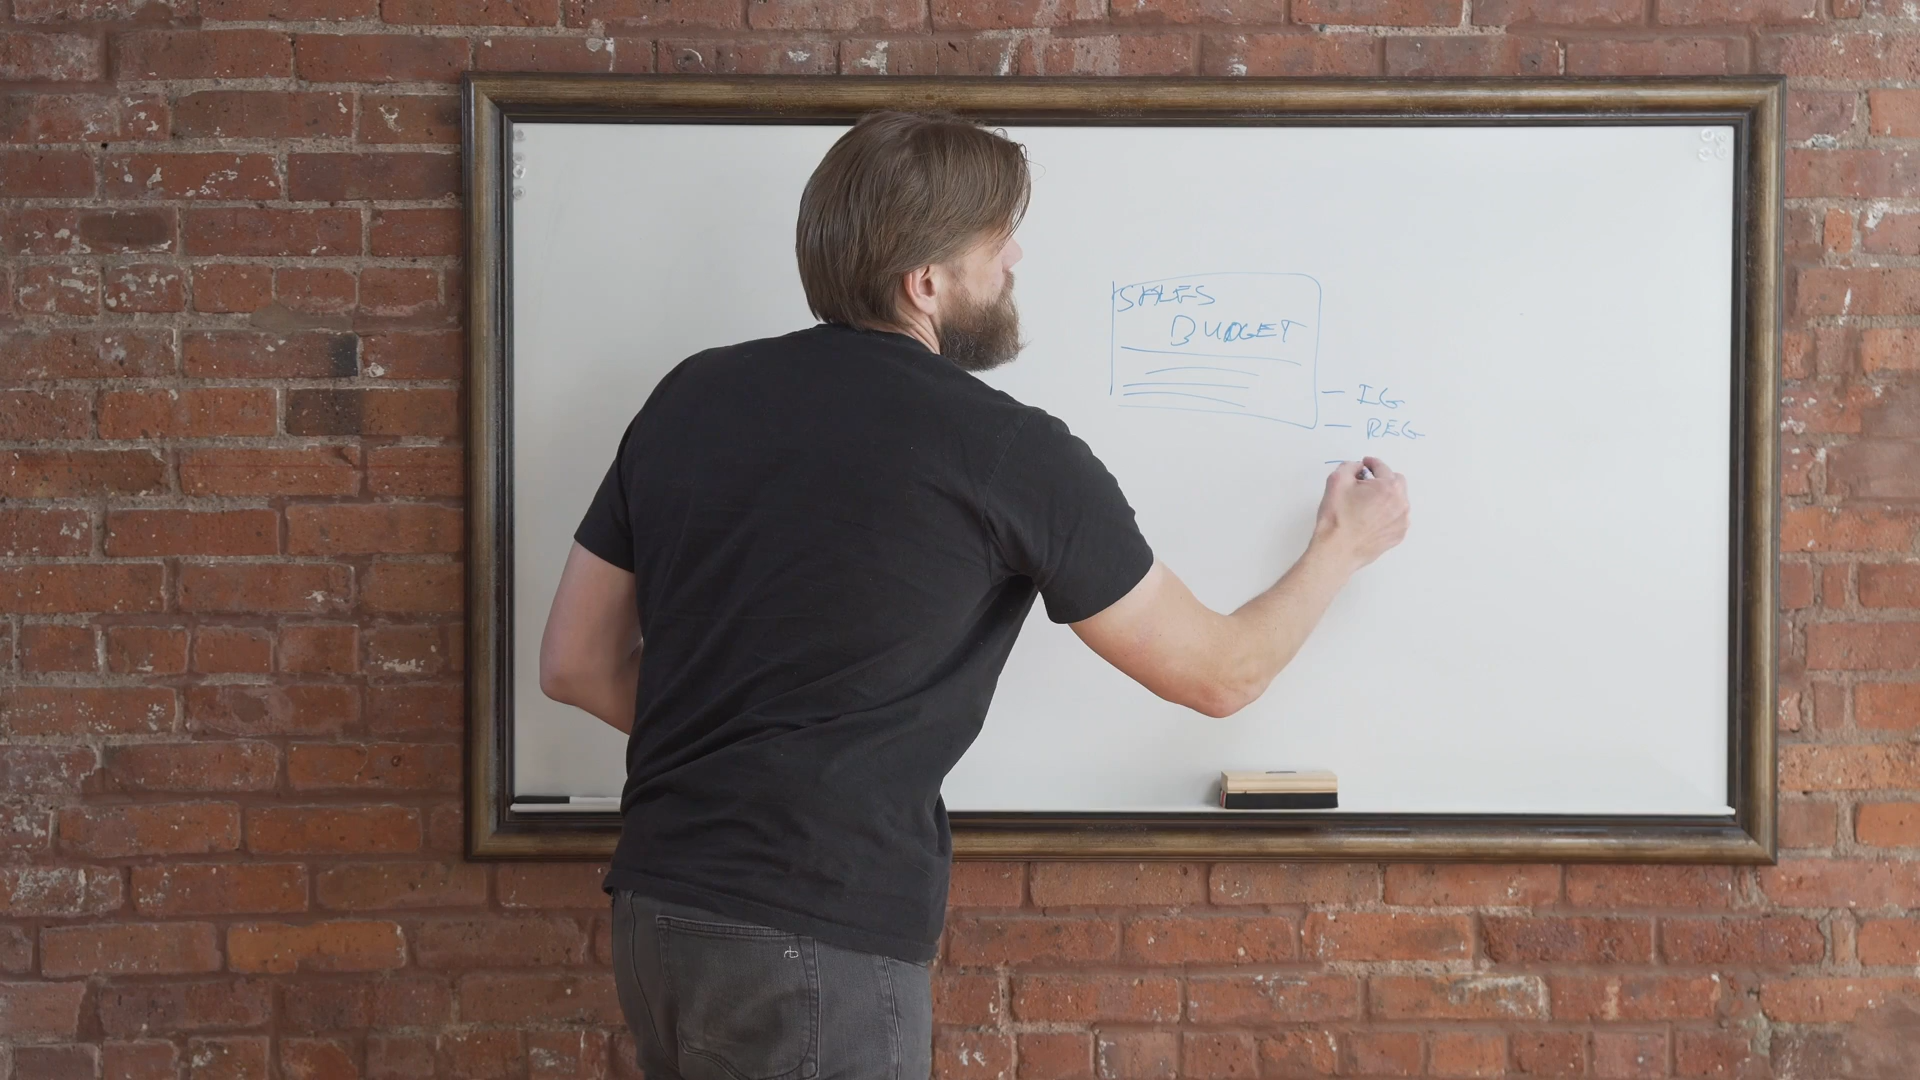 SALES
BUDGET
- IG
- REG
-